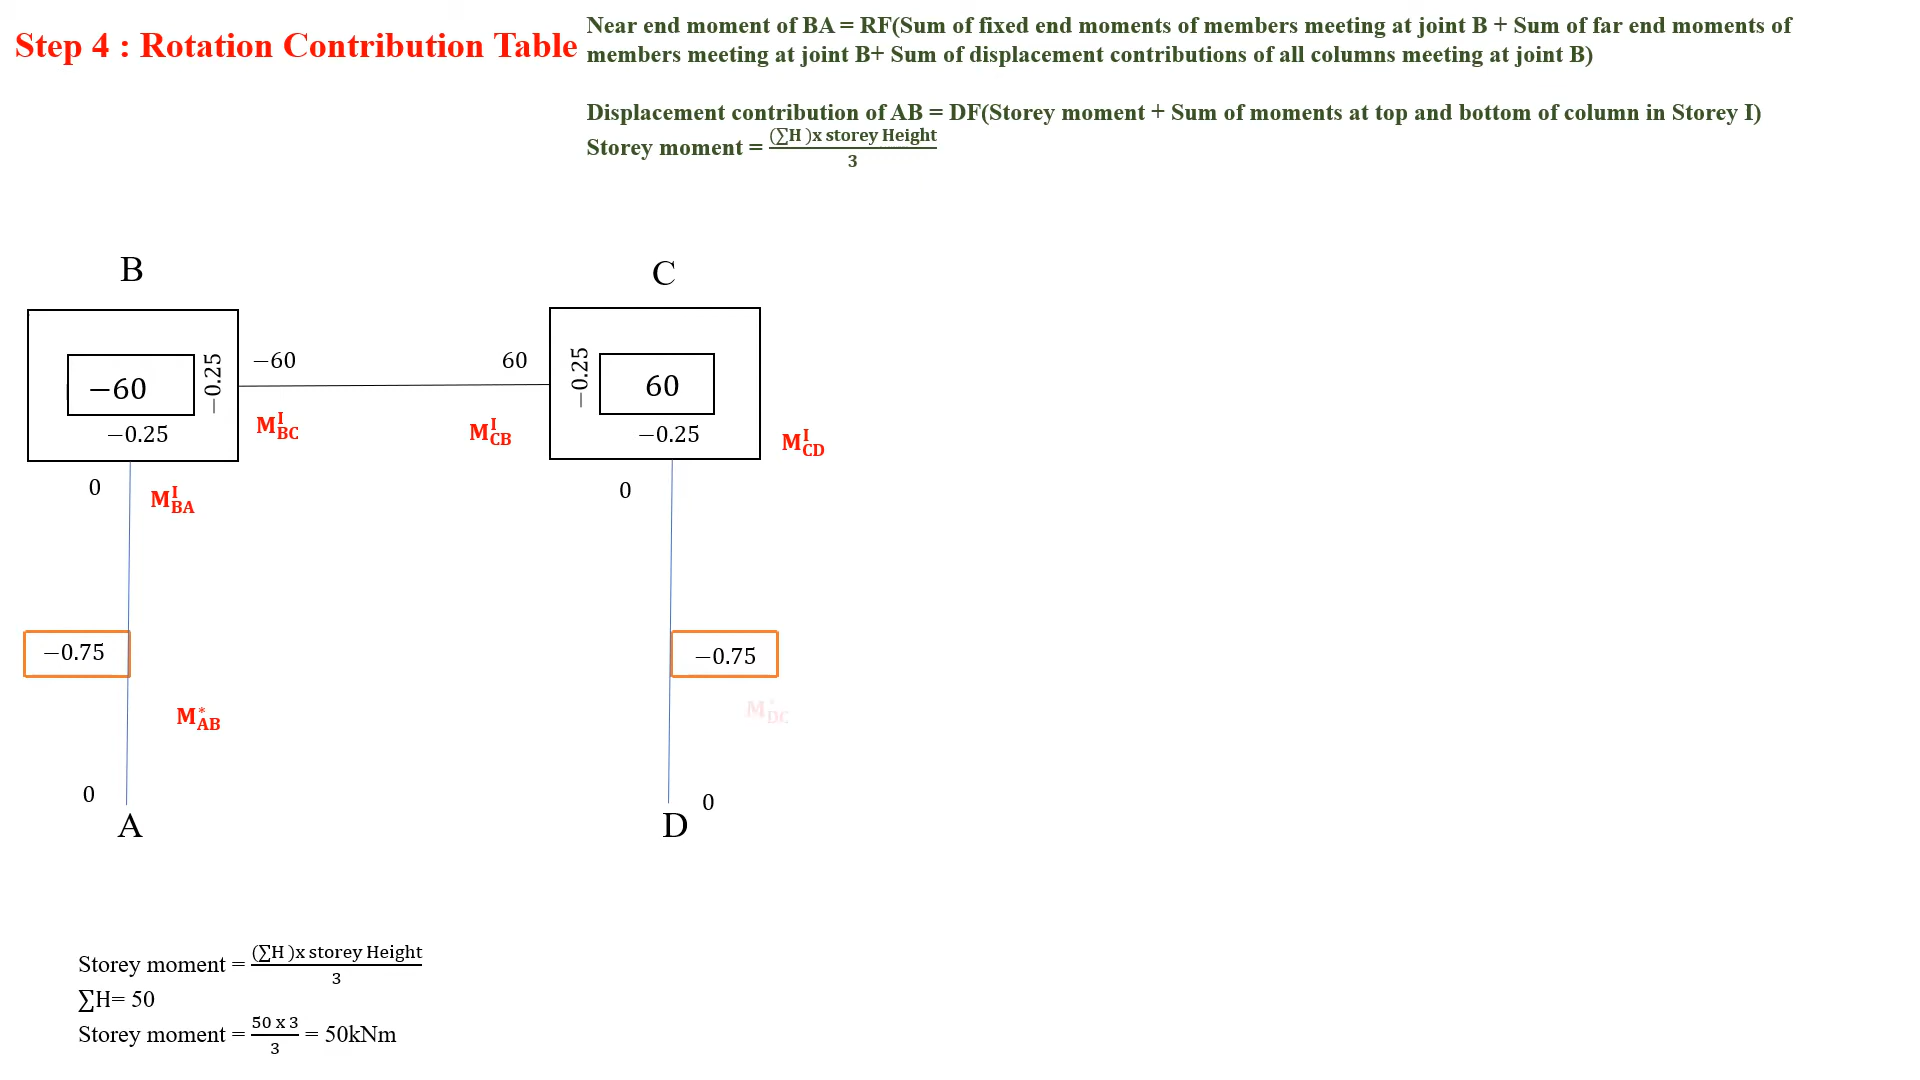 Step 4 : Rotation Contribution Table
Near end moment of BA = RF(Sum of fixed end moments of members meeting at joint B + Sum of far end moments of
members meeting at joint B+ Sum of displacement contributions of all columns meeting at joint B)
Displacement contribution of AB = DF(Storey moment + Sum of moments at top and bottom of column in Storey I)
Storey moment = (∑H )x storey Height / 3
B
C
−60
−0.25
−0.25
−60
60
−0.25
60
−0.25
M^I_BC
M^I_CB
M^I_CD
0
M^I_BA
0
−0.75
−0.75
M^*_AB
M^*_DC
0
0
A
D
Storey moment = (∑H )x storey Height / 3
∑H= 50
Storey moment = 50 x 3 / 3 = 50kNm